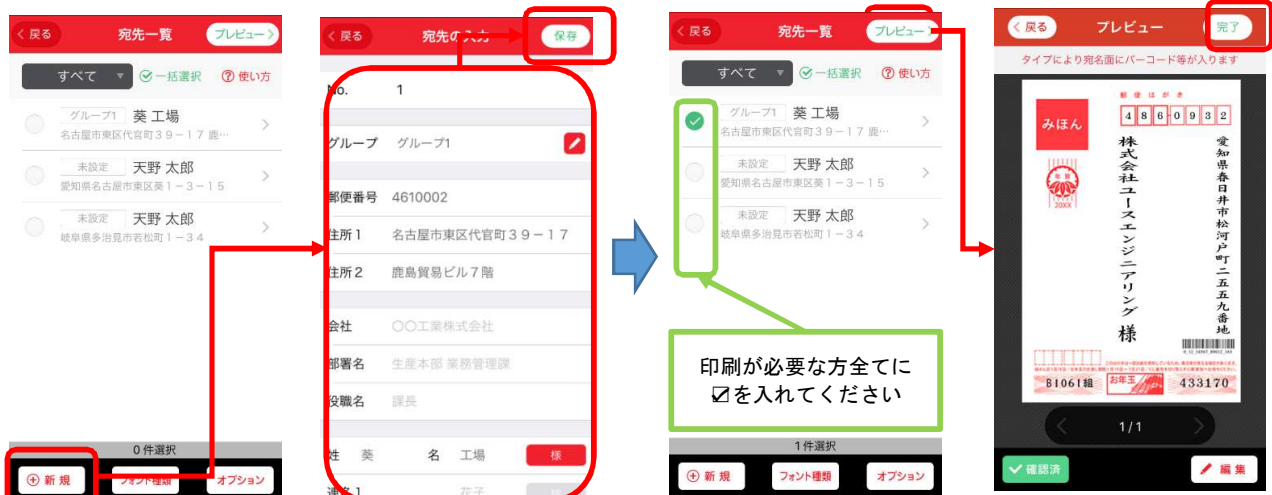 戻る
宛先一覧
プレビュー
すべて
一括選択
使い方
グループ1 葵 工場
名古屋市東区代官町39-17 鹿…
未設定 天野 太郎
愛知県名古屋市東区葵1-3-15
未設定 天野 太郎
岐阜県多治見市若松町1-34
0件選択
新 規
フォント種類
オプション
戻る
宛先の入力
保存
No. 1
グループ グループ1
郵便番号 4610002
住所1 名古屋市東区代官町39-17
住所2 鹿島貿易ビル7階
会社 〇〇工業株式会社
部署名 生産本部 業務管理課
役職名 課長
姓 葵 名 工場 様
連名1 花子
戻る
宛先一覧
プレビュー
すべて
一括選択
使い方
グループ1 葵 工場
名古屋市東区代官町39-17 鹿…
未設定 天野 太郎
愛知県名古屋市東区葵1-3-15
未設定 天野 太郎
岐阜県多治見市若松町1-34
印刷が必要な方全てに
☑を入れてください
1件選択
新 規
フォント種類
オプション
戻る
プレビュー
完了
タイプにより宛名面にバーコード等が入ります
郵便はがき
みほん
4860932
年賀
20XX
愛知県春日井市松河戸町二五五九番地
株式会社ユースエンジニアリング 様
B1061組
お年玉
433170
1/1
確認済
編 集